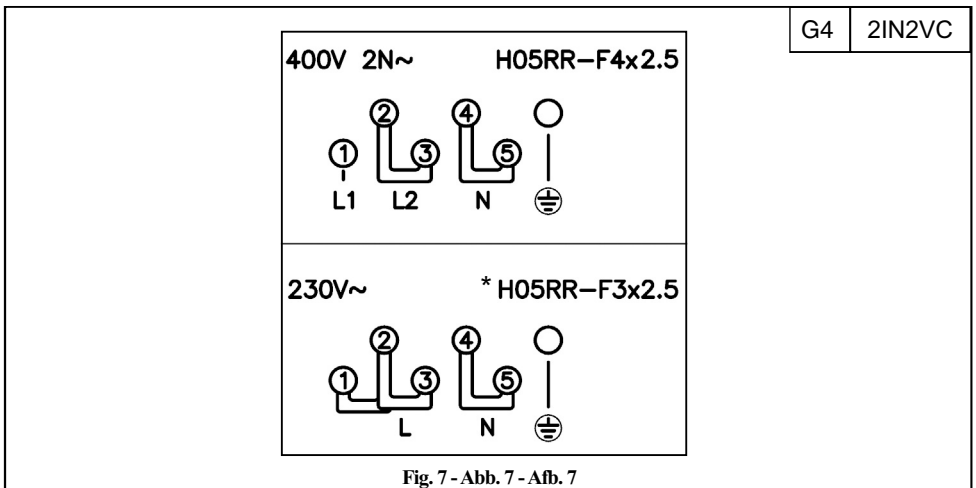 G4 2IN2VC
400V 2N~ H05RR-F4x2.5
2 4
1 3 5
L1 L2 N
230V~ * H05RR-F3x2.5
2 4
1 3 5
L N
Fig. 7 - Abb. 7 - Afb. 7